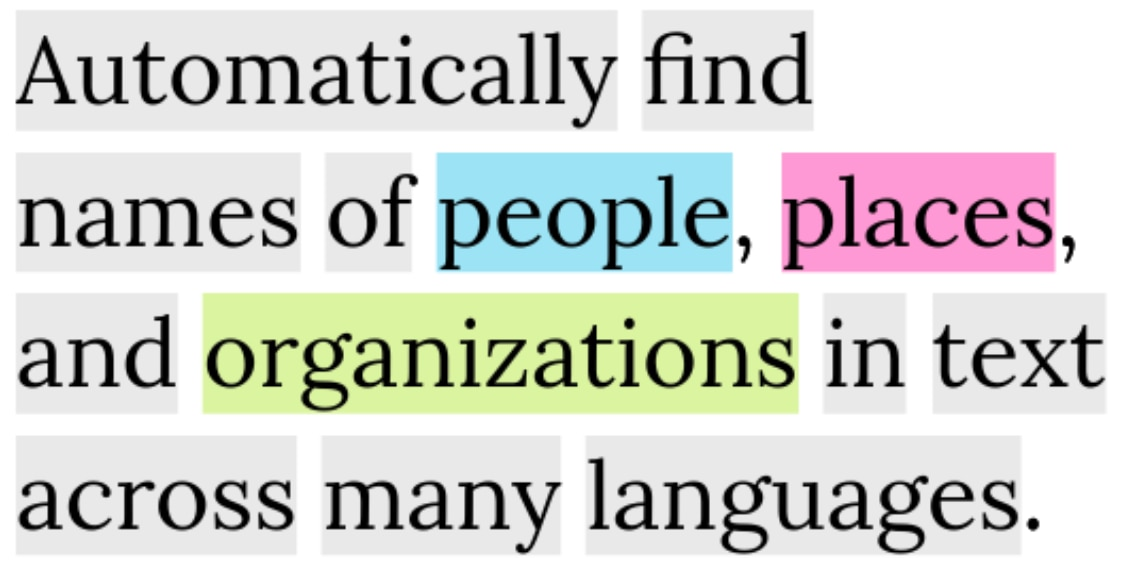 Automatically find
names of people, places,
and organizations in text
across many languages.